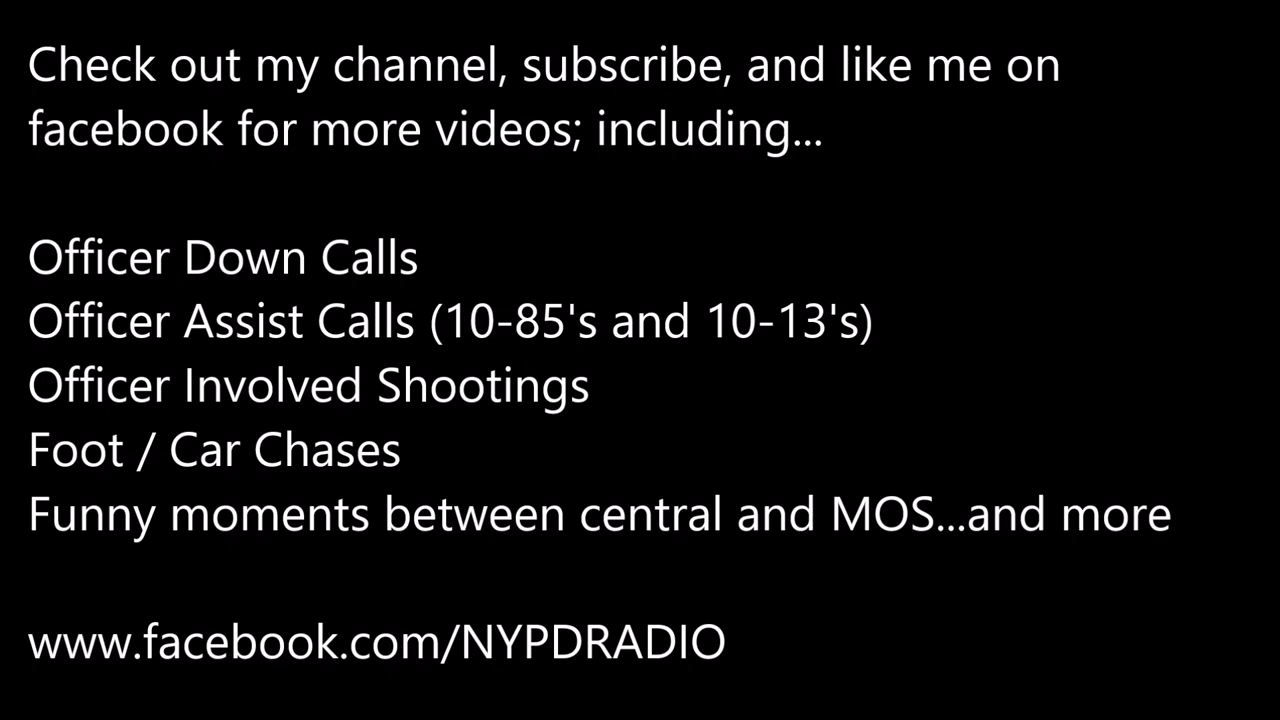 Check out my channel, subscribe, and like me on
facebook for more videos; including...
Officer Down Calls
Officer Assist Calls (10-85's and 10-13's)
Officer Involved Shootings
Foot / Car Chases
Funny moments between central and MOS...and more
www.facebook.com/NYPDRADIO